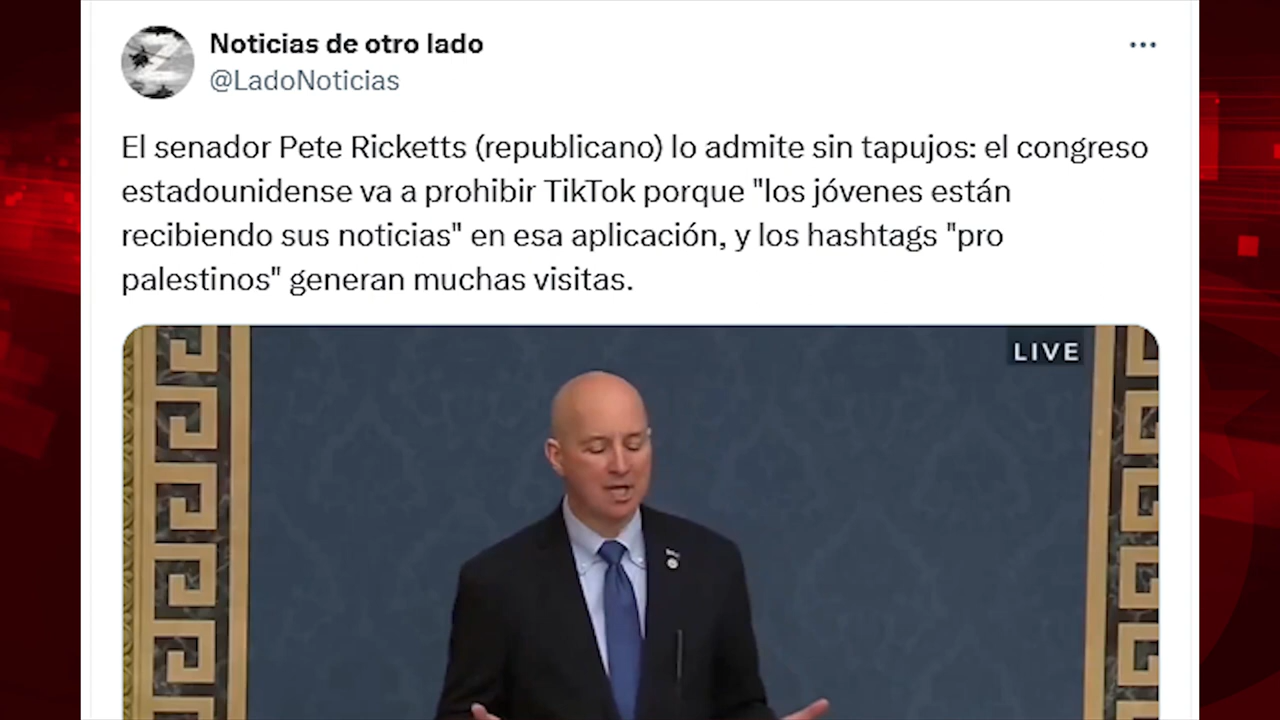 Noticias de otro lado
@LadoNoticias
El senador Pete Ricketts (republicano) lo admite sin tapujos: el congreso
estadounidense va a prohibir TikTok porque "los jóvenes están
recibiendo sus noticias" en esa aplicación, y los hashtags "pro
palestinos" generan muchas visitas.
LIVE